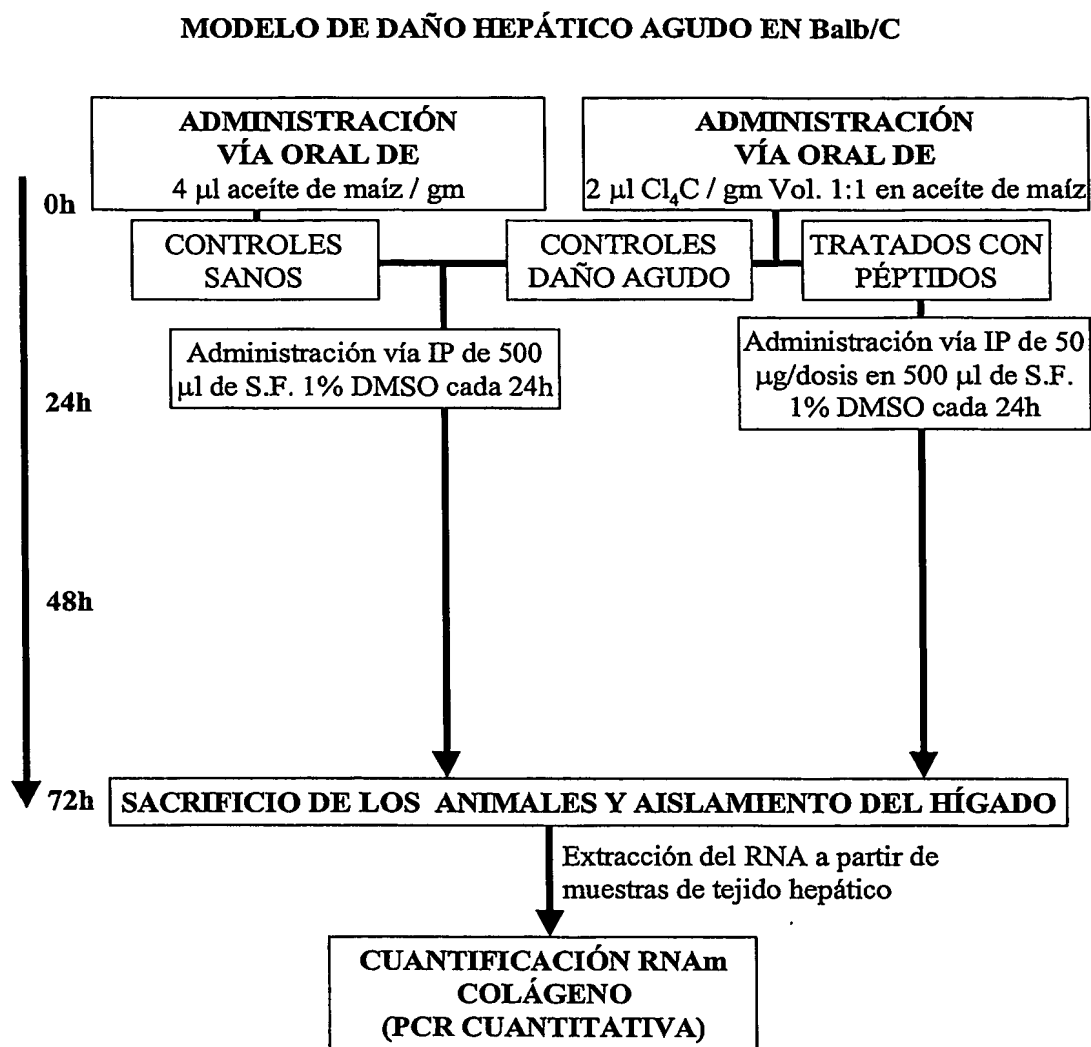 MODELO DE DAÑO HEPÁTICO AGUDO EN Balb/C
ADMINISTRACIÓN
VÍA ORAL DE
4 µl aceíte de maíz / gm
ADMINISTRACIÓN
VÍA ORAL DE
2 µl Cl₄C / gm Vol. 1:1 en aceíte de maíz
0h
CONTROLES
SANOS
CONTROLES
DAÑO AGUDO
TRATADOS CON
PÉPTIDOS
Administración vía IP de 500
µl de S.F. 1% DMSO cada 24h
Administración vía IP de 50
µg/dosis en 500 µl de S.F.
1% DMSO cada 24h
24h
48h
72h
SACRIFICIO DE LOS ANIMALES Y AISLAMIENTO DEL HÍGADO
Extracción del RNA a partir de
muestras de tejido hepático
CUANTIFICACIÓN RNAm
COLÁGENO
(PCR CUANTITATIVA)